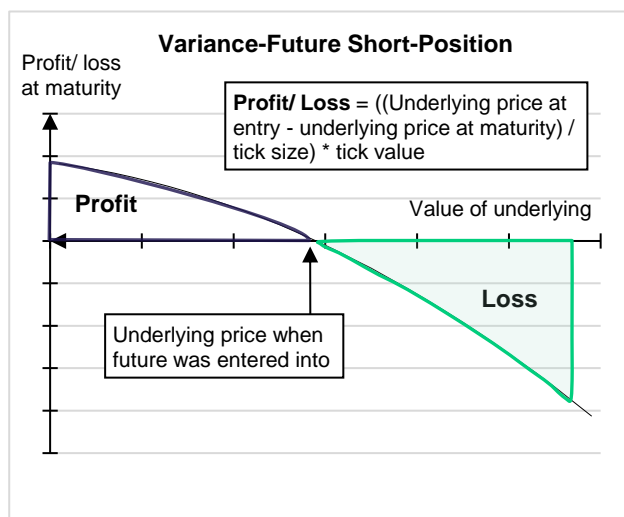 Variance-Future Short-Position
Profit/ loss
at maturity
Profit/ Loss = ((Underlying price at
entry - underlying price at maturity) /
tick size) * tick value
Profit
Value of underlying
Loss
Underlying price when
future was entered into